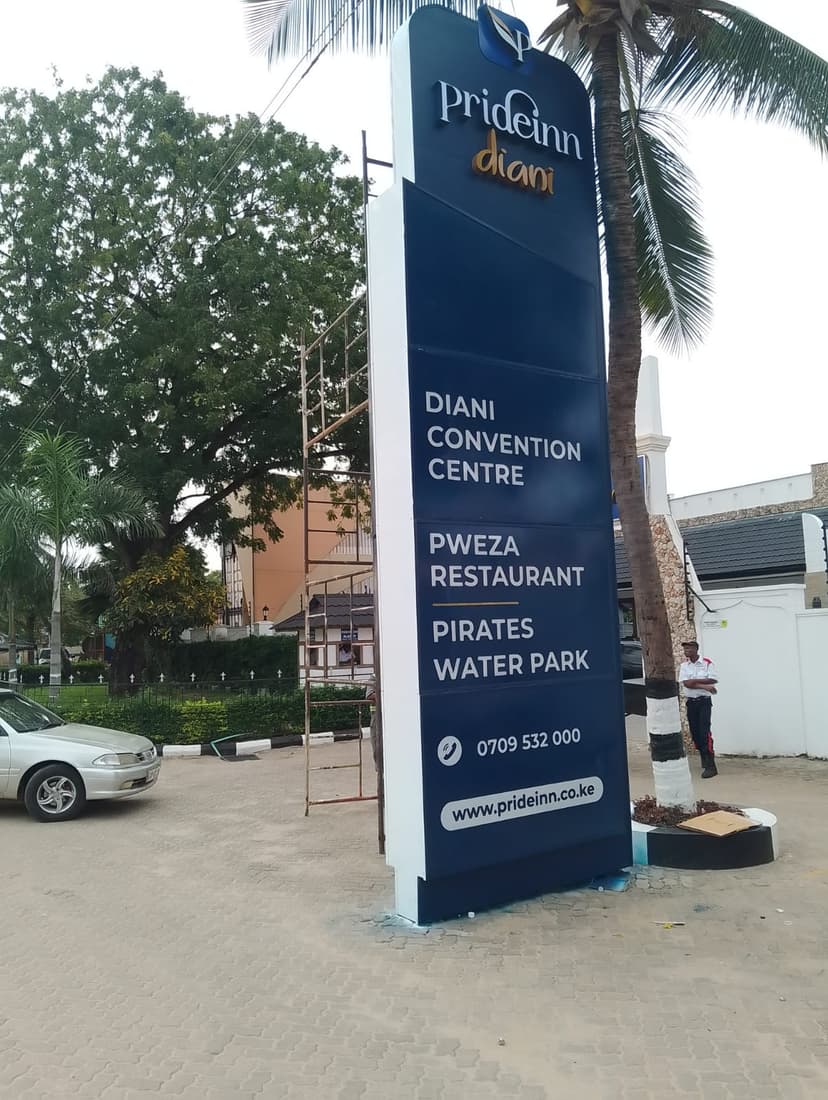 P
prideinn
diani
DIANI
CONVENTION
CENTRE
PWEZA
RESTAURANT
PIRATES
WATER PARK
0709 532 000
www.prideinn.co.ke